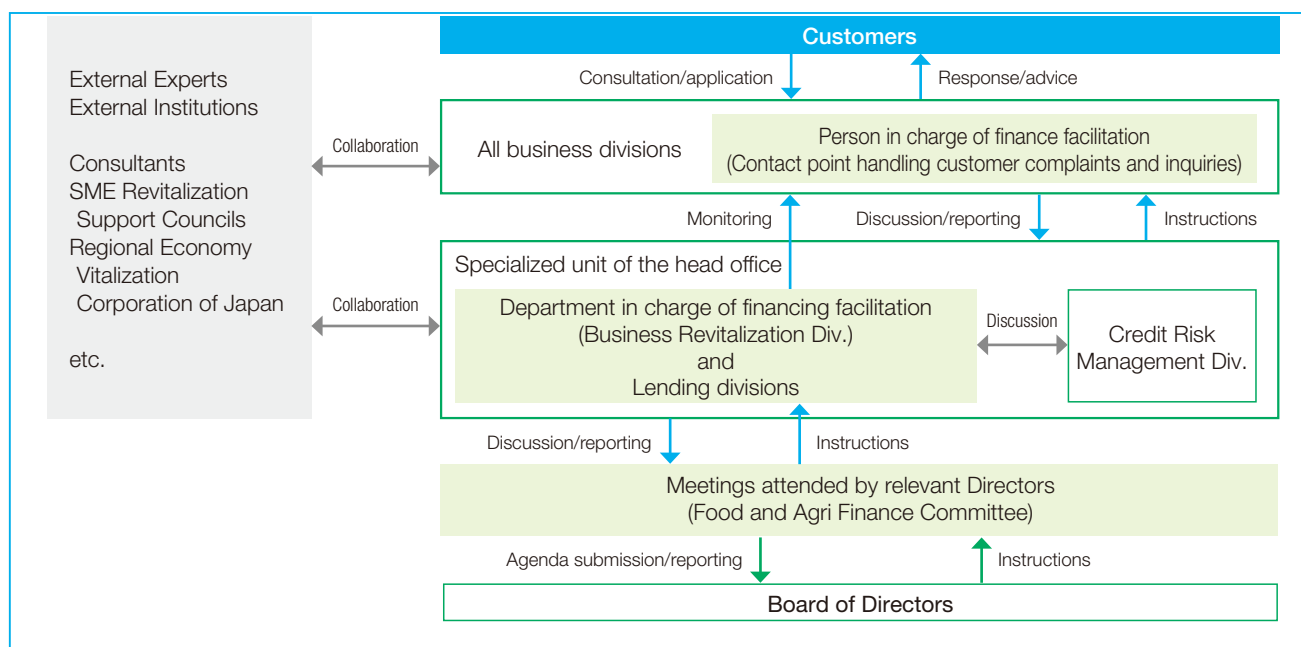 External Experts
External Institutions
Consultants
SME Revitalization
Support Councils
Regional Economy
Vitalization
Corporation of Japan
etc.
Collaboration
Collaboration
Customers
Consultation/application
Response/advice
All business divisions
Person in charge of finance facilitation
(Contact point handling customer complaints and inquiries)
Monitoring
Discussion/reporting
Instructions
Specialized unit of the head office
Department in charge of financing facilitation
(Business Revitalization Div.)
and
Lending divisions
Discussion
Credit Risk
Management Div.
Discussion/reporting
Instructions
Meetings attended by relevant Directors
(Food and Agri Finance Committee)
Agenda submission/reporting
Instructions
Board of Directors